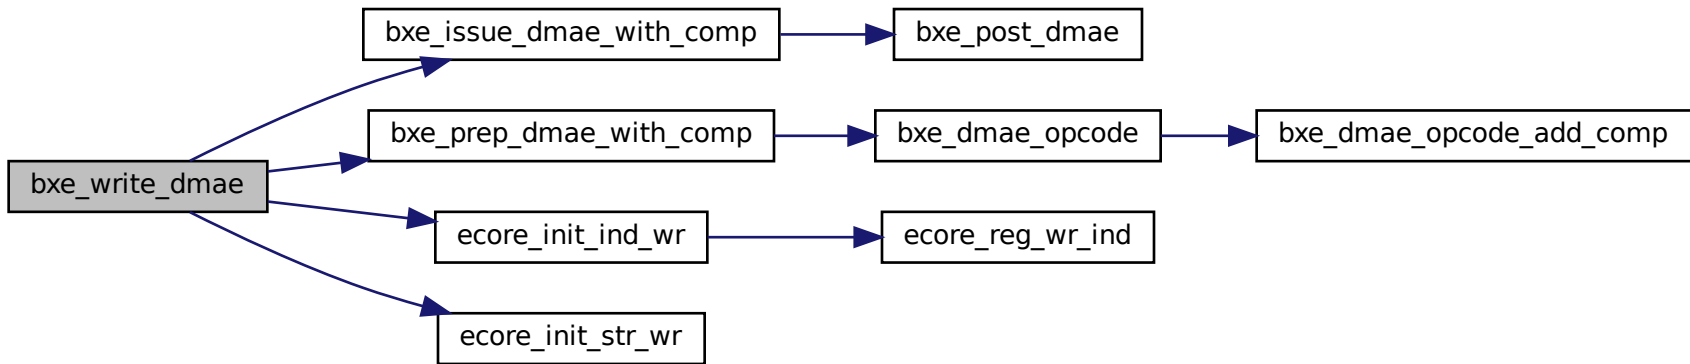 bxe_issue_dmae_with_comp
bxe_post_dmae
bxe_prep_dmae_with_comp
bxe_dmae_opcode
bxe_dmae_opcode_add_comp
bxe_write_dmae
ecore_init_ind_wr
ecore_reg_wr_ind
ecore_init_str_wr